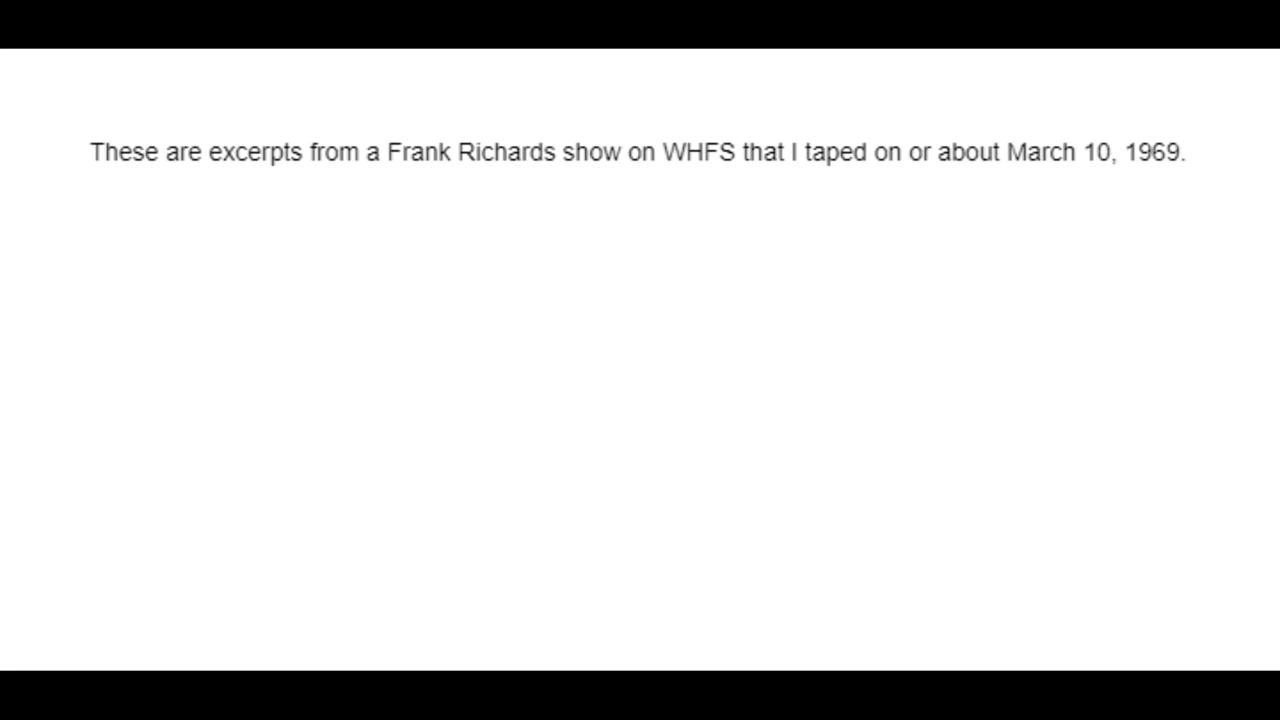 These are excerpts from a Frank Richards show on WHFS that I taped on or about March 10, 1969.